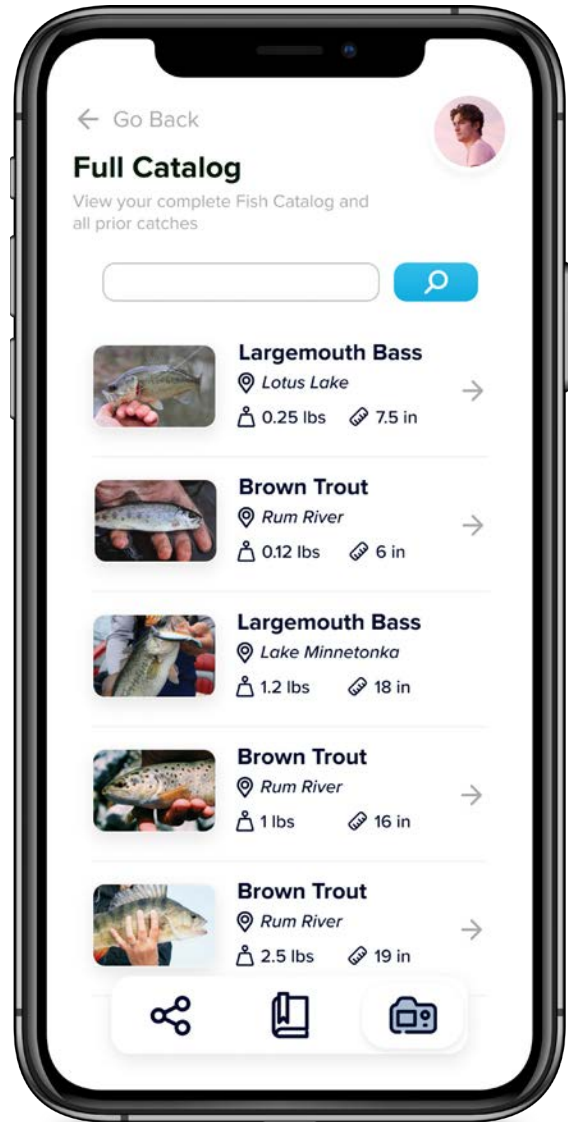 Go Back
Full Catalog
View your complete Fish Catalog and
all prior catches
Largemouth Bass
Lotus Lake
0.25 lbs 7.5 in
Brown Trout
Rum River
0.12 lbs 6 in
Largemouth Bass
Lake Minnetonka
1.2 lbs 18 in
Brown Trout
Rum River
1 lbs 16 in
Brown Trout
Rum River
2.5 lbs 19 in